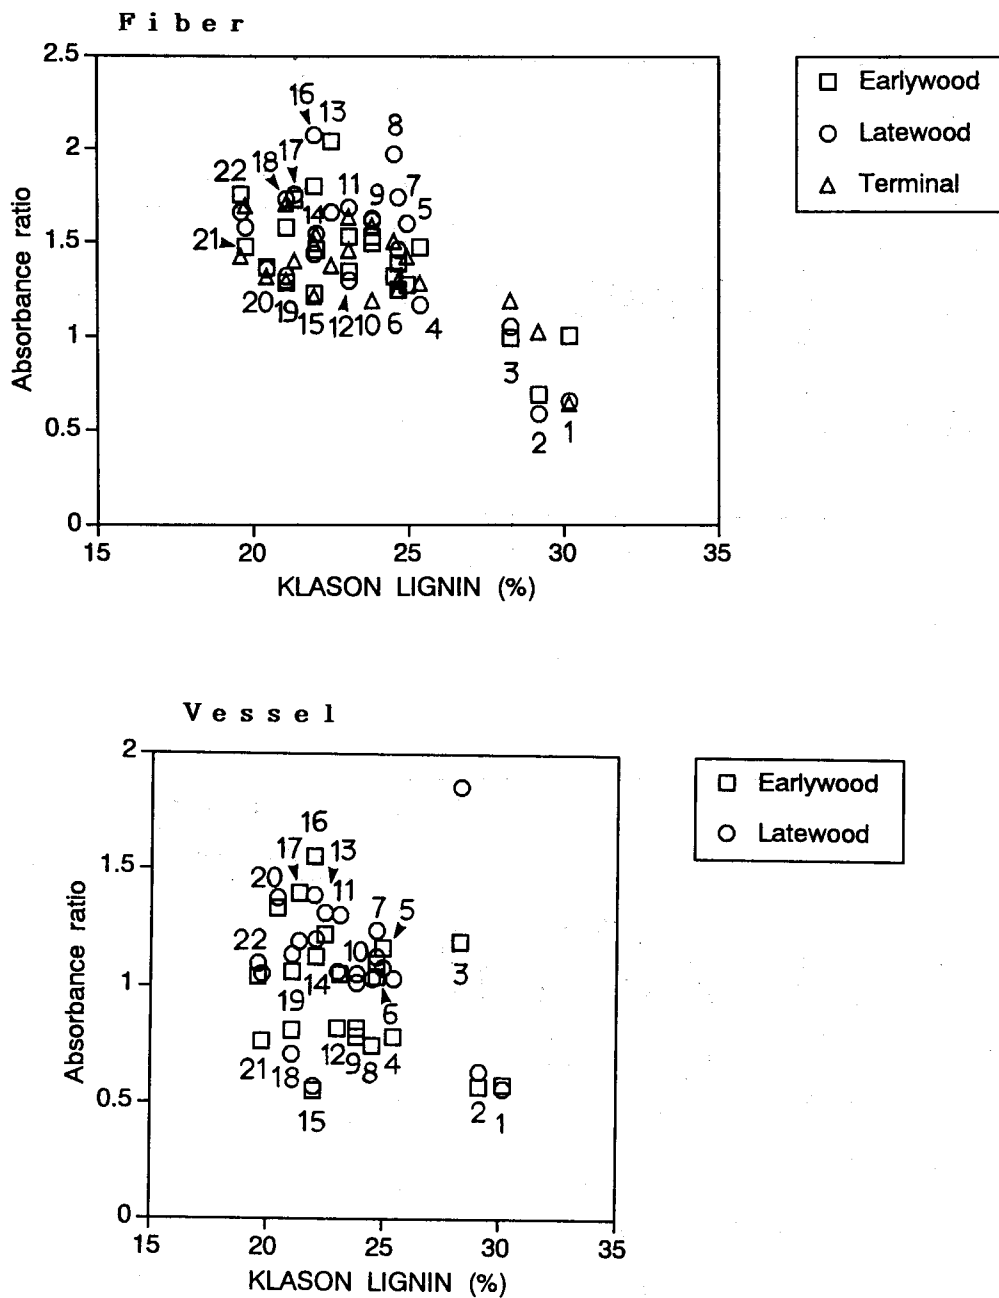 Fiber
2.5
2
1.5
1
0.5
0
Absorbance ratio
16 13
8
18 17
22
11 9 7
5
14
21
20 19 15 12 10 6 4
3
2 1
15 20 25 30 35
KLASON LIGNIN (%)
Earlywood
Latewood
Terminal
Vessel
2
1.5
1
0.5
0
Absorbance ratio
16
17 13
20 11
7 5
22 10
3
14
19
6
12
21 18 9 8 4
15
2 1
15 20 25 30 35
KLASON LIGNIN (%)
Earlywood
Latewood